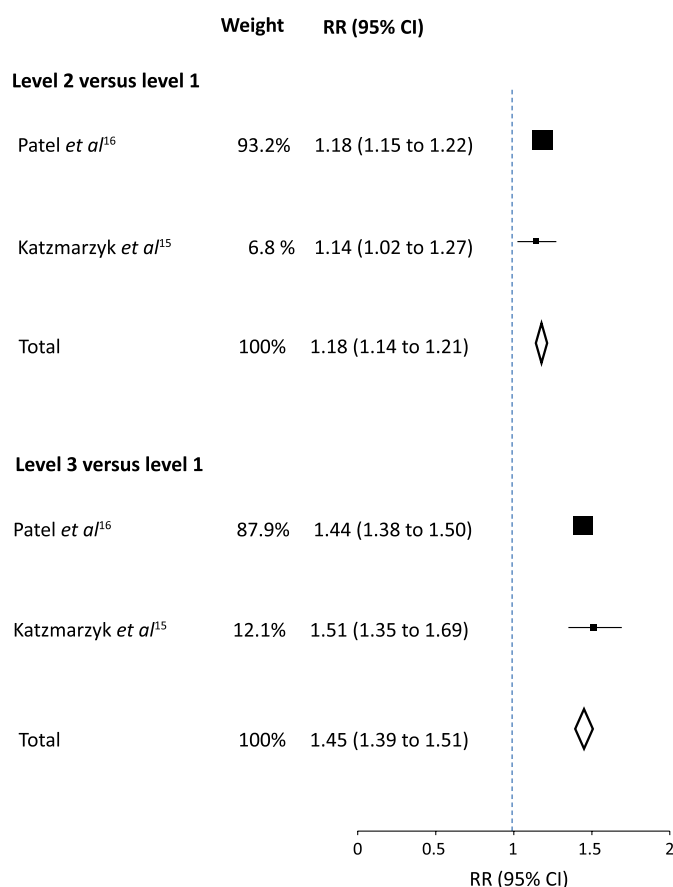 Weight RR (95% CI)
Level 2 versus level 1
Patel et al16 93.2% 1.18 (1.15 to 1.22)
Katzmarzyk et al15 6.8 % 1.14 (1.02 to 1.27)
Total 100% 1.18 (1.14 to 1.21)
Level 3 versus level 1
Patel et al16 87.9% 1.44 (1.38 to 1.50)
Katzmarzyk et al15 12.1% 1.51 (1.35 to 1.69)
Total 100% 1.45 (1.39 to 1.51)
0 0.5 1 1.5 2
RR (95% CI)